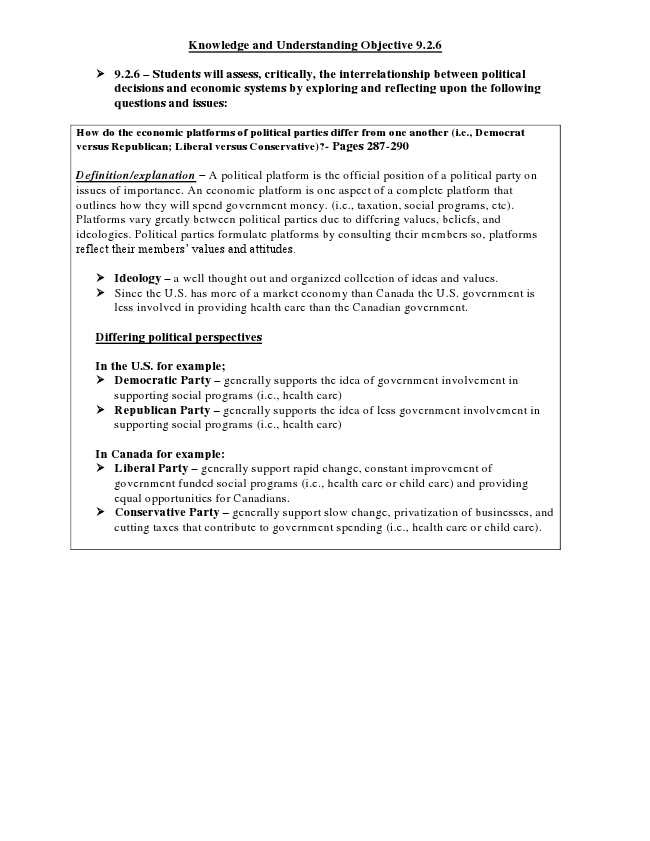 Knowledge and Understanding Objective 9.2.6
➤ 9.2.6 – Students will assess, critically, the interrelationship between political
decisions and economic systems by exploring and reflecting upon the following
questions and issues:
How do the economic platforms of political parties differ from one another (i.e., Democrat
versus Republican; Liberal versus Conservative)?- Pages 287-290
Definition/explanation – A political platform is the official position of a political party on
issues of importance. An economic platform is one aspect of a complete platform that
outlines how they will spend government money. (i.e., taxation, social programs, etc).
Platforms vary greatly between political parties due to differing values, beliefs, and
ideologies. Political parties formulate platforms by consulting their members so, platforms
reflect their members’ values and attitudes.
➤ Ideology – a well thought out and organized collection of ideas and values.
➤ Since the U.S. has more of a market economy than Canada the U.S. government is
less involved in providing health care than the Canadian government.
Differing political perspectives
In the U.S. for example;
➤ Democratic Party – generally supports the idea of government involvement in
supporting social programs (i.e., health care)
➤ Republican Party – generally supports the idea of less government involvement in
supporting social programs (i.e., health care)
In Canada for example:
➤ Liberal Party – generally support rapid change, constant improvement of
government funded social programs (i.e., health care or child care) and providing
equal opportunities for Canadians.
➤ Conservative Party – generally support slow change, privatization of businesses, and
cutting taxes that contribute to government spending (i.e., health care or child care).